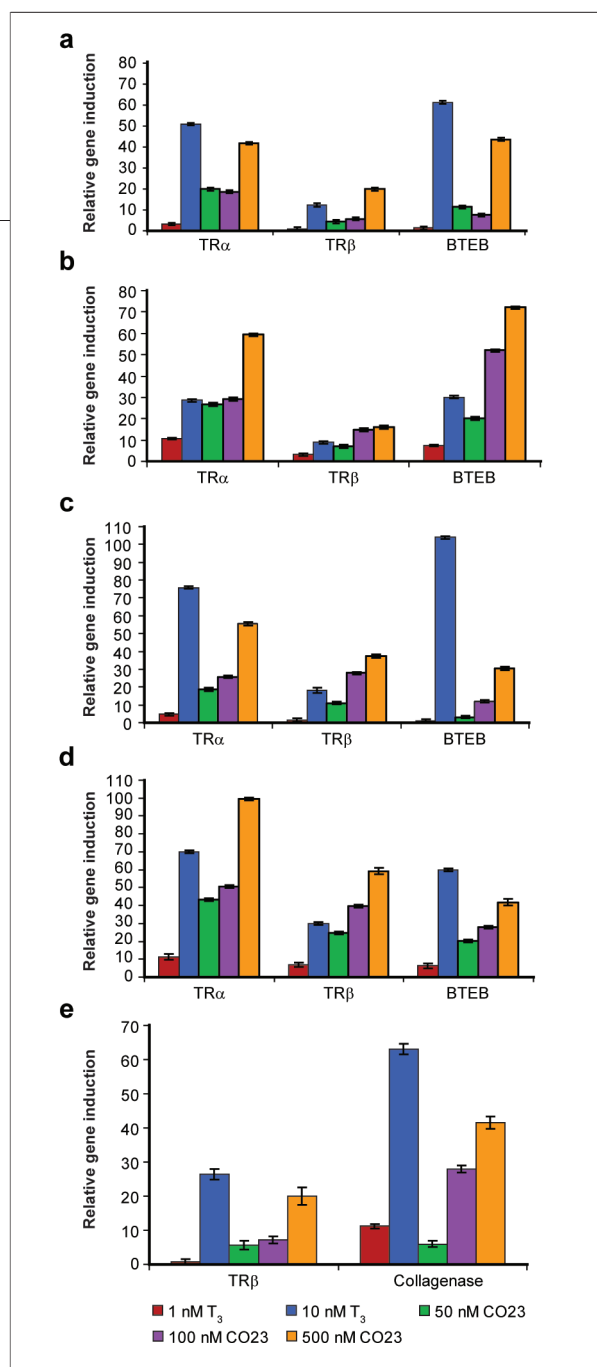 a
Relative gene induction
80
70
60
50
40
30
20
10
0
TRα
TRβ
BTEB
b
Relative gene induction
80
70
60
50
40
30
20
10
0
TRα
TRβ
BTEB
c
Relative gene induction
110
100
90
80
70
60
50
40
30
20
10
0
TRα
TRβ
BTEB
d
Relative gene induction
110
100
90
80
70
60
50
40
30
20
10
0
TRα
TRβ
BTEB
e
Relative gene induction
70
60
50
40
30
20
10
0
TRβ
Collagenase
1 nM T₃
10 nM T₃
50 nM CO23
100 nM CO23
500 nM CO23